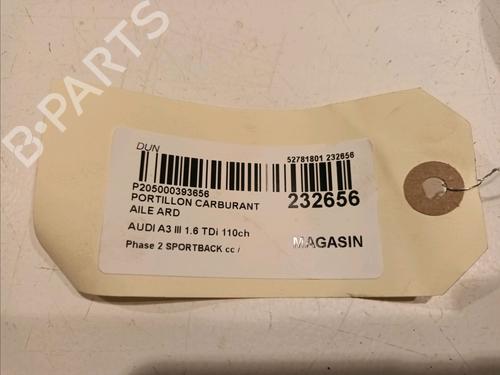 B-PARTS
DUN
52781801 232656
P205000393656
PORTILLON CARBURANT
232656
AILE ARD
AUDI A3 III 1.6 TDi 110ch
Phase 2 SPORTBACK cc /
MAGASIN